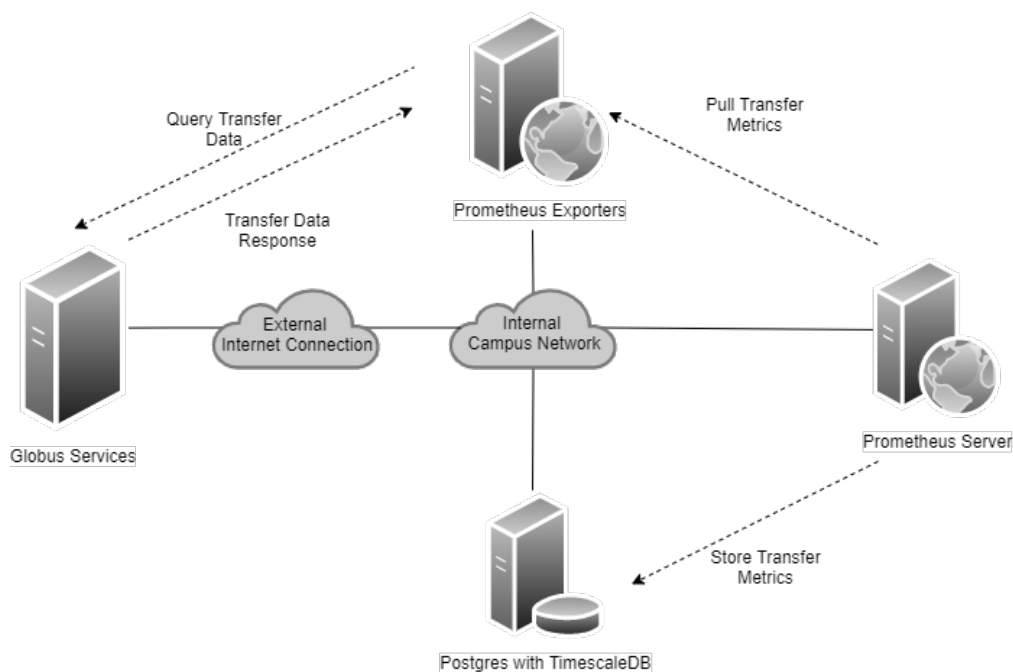 Query Transfer
Data
Pull Transfer
Metrics
Prometheus Exporters
Transfer Data
Response
External
Internet Connection
Internal
Campus Network
Globus Services
Prometheus Server
Store Transfer
Metrics
Postgres with TimescaleDB